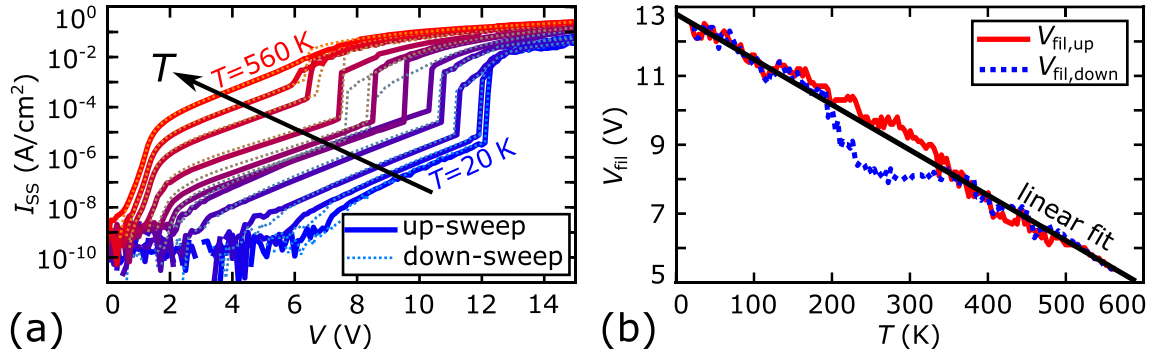 10^0
10^-2
10^-4
10^-6
10^-8
10^-10
I_SS (A/cm^2)
T
T=560 K
T=20 K
up-sweep
down-sweep
0 2 4 6 8 10 12 14
V (V)
(a)
13
11
10
8
7
5
V_fil (V)
V_fil,up
V_fil,down
linear fit
0 100 200 300 400 500 600
T (K)
(b)